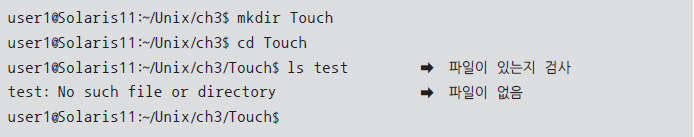 user1@Solaris11:~/Unix/ch3$ mkdir Touch
user1@Solaris11:~/Unix/ch3$ cd Touch
user1@Solaris11:~/Unix/ch3/Touch$ ls test ➡ 파일이 있는지 검사
test: No such file or directory ➡ 파일이 없음
user1@Solaris11:~/Unix/ch3/Touch$